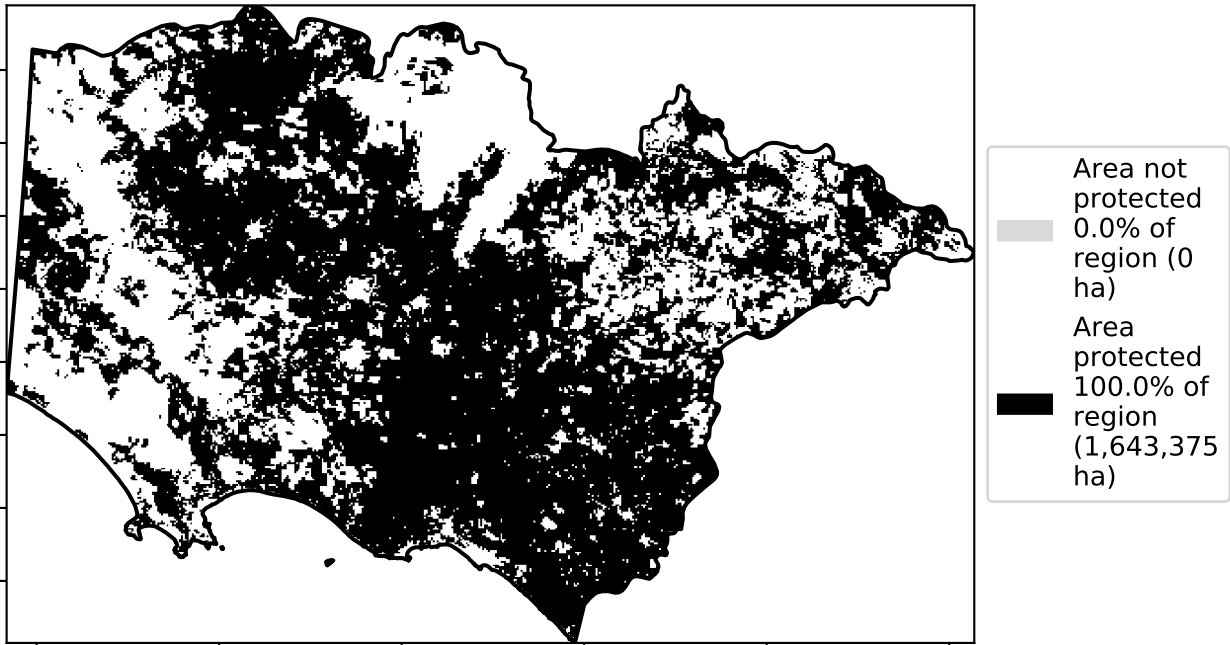 Area not
protected
0.0% of
region (0
ha)
Area
protected
100.0% of
region
(1,643,375
ha)